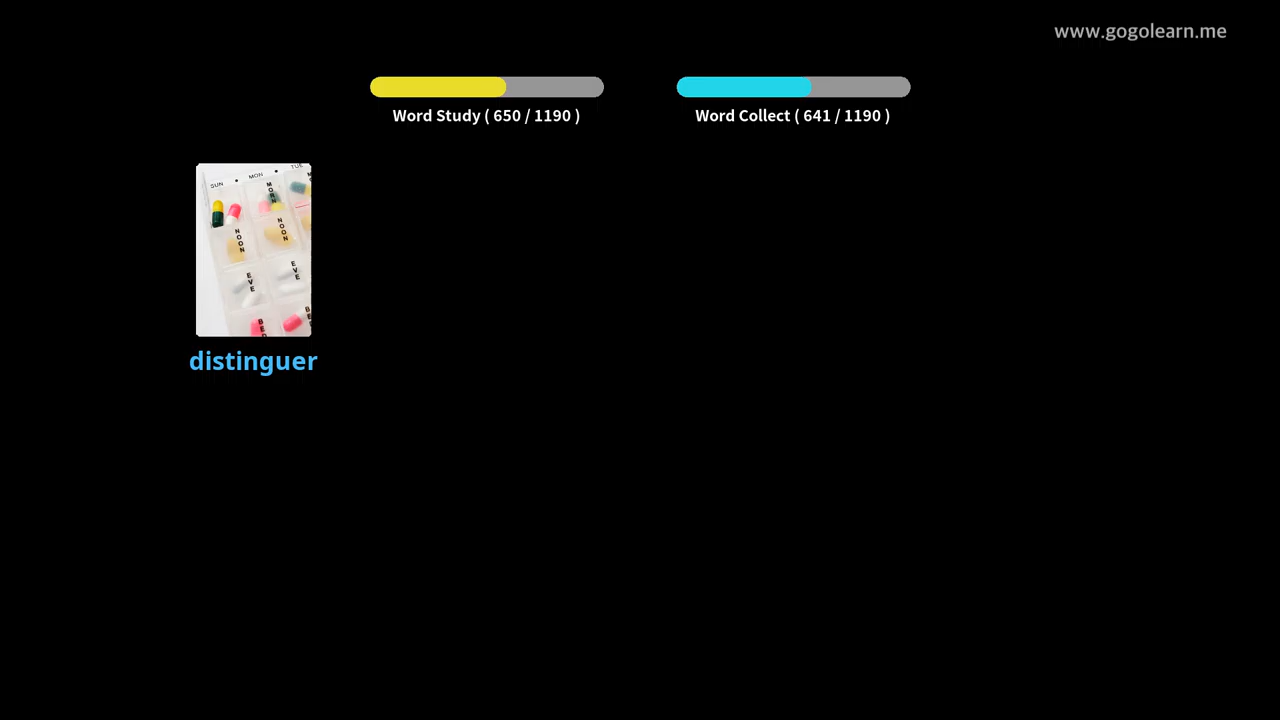 www.gogolearn.me
Word Study ( 650 / 1190 )
Word Collect ( 641 / 1190 )
SUN
MON
TUE
MORN
NOON
NOON
EVE
EVE
distinguer